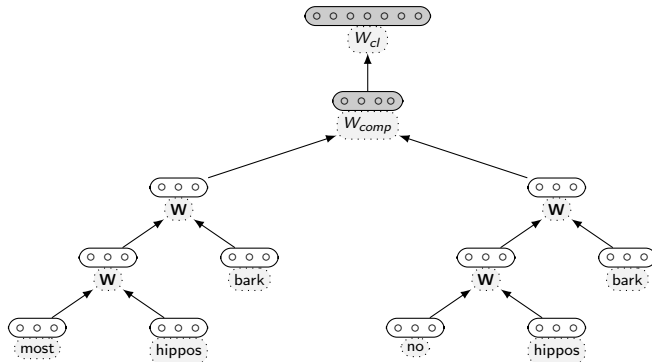 W_cl
W_comp
W W
W bark W bark
most hippos no hippos